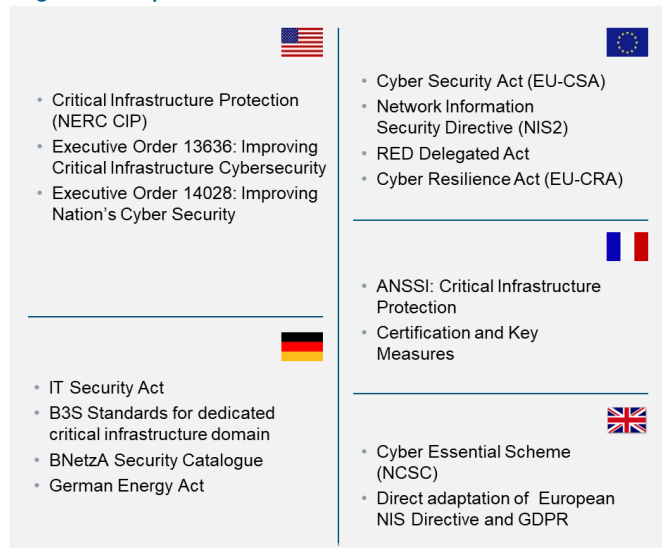 • Critical Infrastructure Protection
(NERC CIP)
• Executive Order 13636: Improving
Critical Infrastructure Cybersecurity
• Executive Order 14028: Improving
Nation's Cyber Security
• IT Security Act
• B3S Standards for dedicated
critical infrastructure domain
• BNetzA Security Catalogue
• German Energy Act
• Cyber Security Act (EU-CSA)
• Network Information
Security Directive (NIS2)
• RED Delegated Act
• Cyber Resilience Act (EU-CRA)
• ANSSI: Critical Infrastructure
Protection
• Certification and Key
Measures
• Cyber Essential Scheme
(NCSC)
• Direct adaptation of European
NIS Directive and GDPR